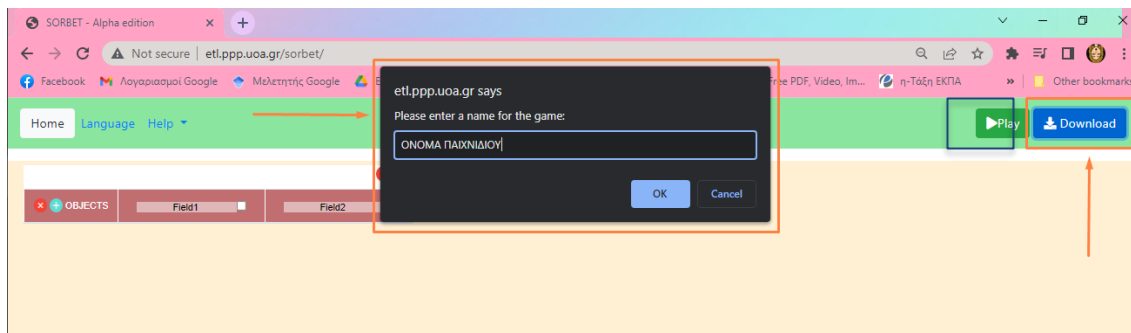 SORBET - Alpha edition
Not secure | etl.ppp.uoa.gr/sorbet/
Facebook Λογαριασμοί Google Μελετητής Google ree PDF, Video, Im... η-Τάξη ΕΚΠΑ » Other bookmarks
etl.ppp.uoa.gr says
Please enter a name for the game:
ΟΝΟΜΑ ΠΑΙΧΝΙΔΙΟΥ
OK Cancel
Home Language Help Play Download
OBJECTS Field1 Field2